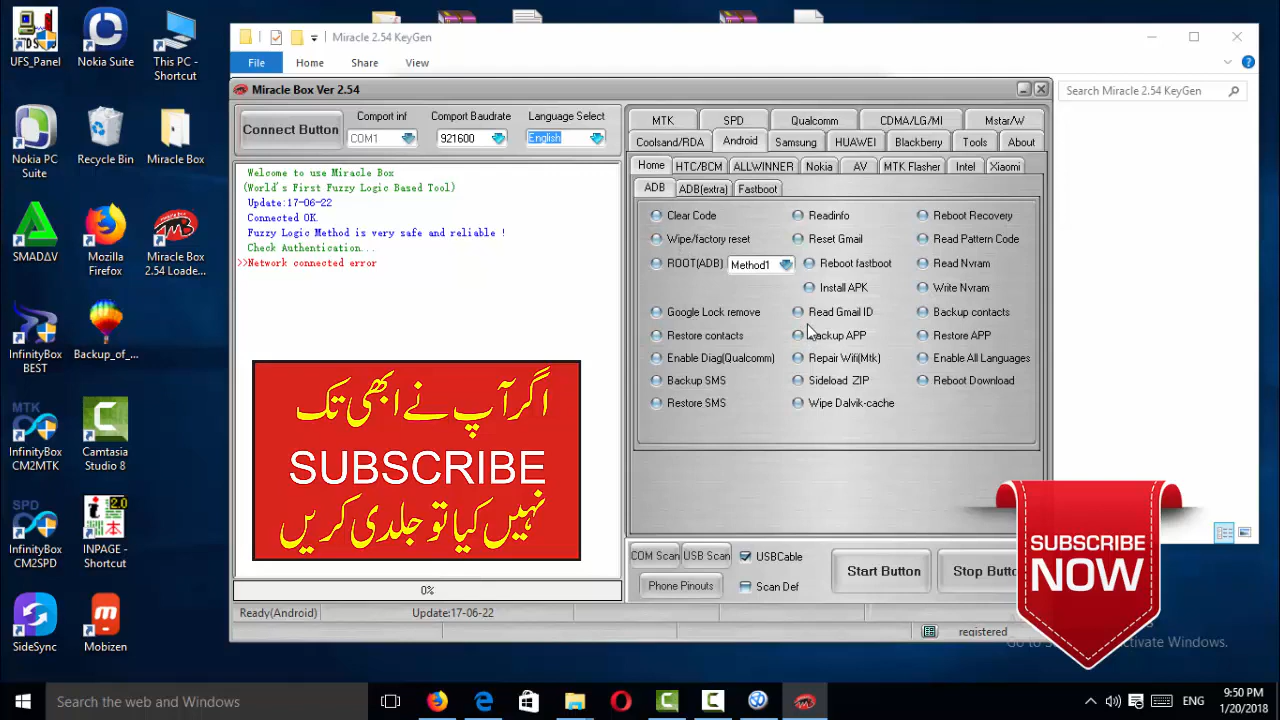 UFS_Panel
Nokia Suite
This PC - Shortcut
Nokia PC Suite
Recycle Bin
Miracle Box
SMADΔV
Mozilla Firefox
Miracle Box 2.54 Loade...
InfinityBox BEST
Backup_of_...
MTK
InfinityBox CM2MTK
Camtasia Studio 8
SPD
InfinityBox CM2SPD
2.0
INPAGE - Shortcut
SideSync
Mobizen
Miracle 2.54 KeyGen
File Home Share View
Search Miracle 2.54 KeyGen
Miracle Box Ver 2.54
Connect Button
Comport inf Comport Baudrate Language Select
COM1 921600 English
Welcome to use Miracle Box
(World's First Fuzzy Logic Based Tool)
Update:17-06-22
Connected OK.
Fuzzy Logic Method is very safe and reliable !
Check Authentication...
>>Network connected error
اگر آپ نے ابھی تک
SUBSCRIBE
نہیں کیا تو جلدی کریں
0%
MTK SPD Qualcomm CDMA/LG/MI Mstar/W
Coolsand/RDA Android Samsung HUAWEI Blackberry Tools About
Home HTC/BCM ALLWINNER Nokia AV MTK Flasher Intel Xiaomi
ADB ADB(extra) Fastboot
Clear Code Readinfo Reboot Recovery
Wipe/factory reset Reset Gmail Read Pattern Code
ROOT(ADB) Method1 Reboot fastboot Read Nvram
Install APK Write Nvram
Google Lock remove Read Gmail ID Backup contacts
Restore contacts Backup APP Restore APP
Enable Diag(Qualcomm) Repair Wifi(Mtk) Enable All Languages
Backup SMS Sideload ZIP Reboot Download
Restore SMS Wipe Dalvik-cache
COM Scan USB Scan USBCable
Phone Pinouts Scan Def
Start Button Stop Butto
Ready(Android) Update:17-06-22
registered
SUBSCRIBE
NOW
Go to S ctivate Windows.
Search the web and Windows
ENG
9:50 PM
1/20/2018